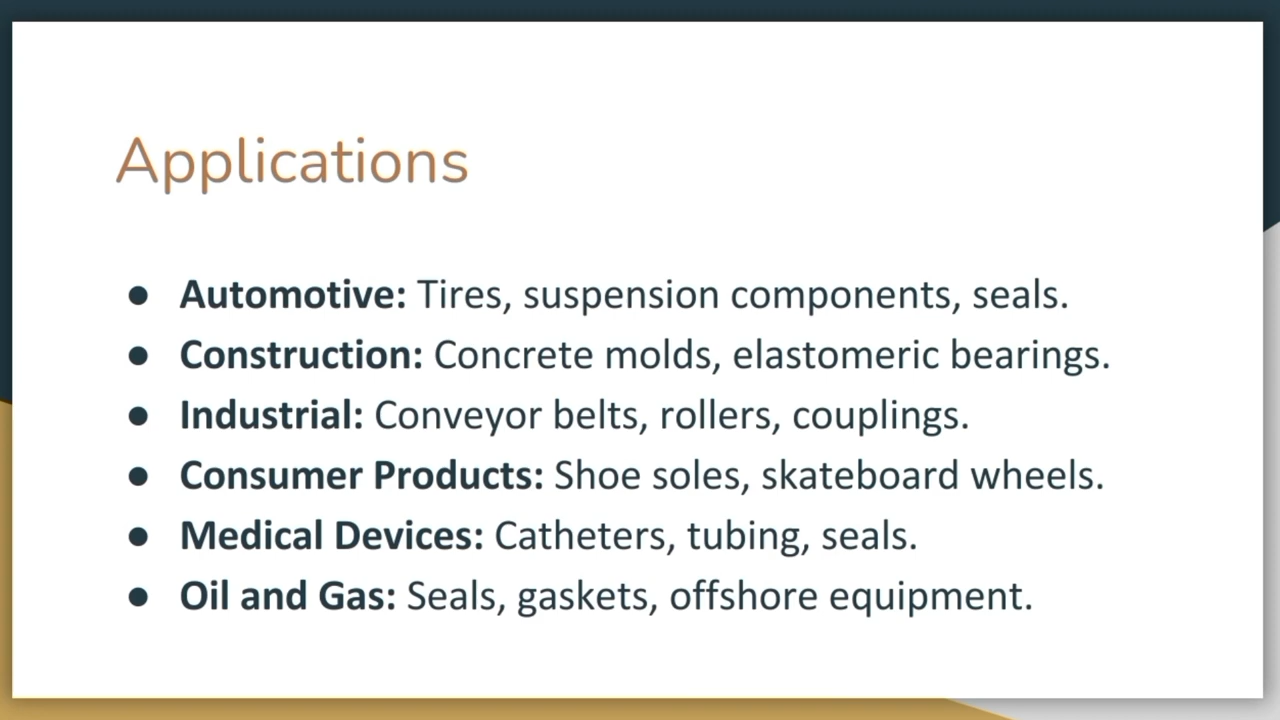 Applications
● Automotive: Tires, suspension components, seals.
● Construction: Concrete molds, elastomeric bearings.
● Industrial: Conveyor belts, rollers, couplings.
● Consumer Products: Shoe soles, skateboard wheels.
● Medical Devices: Catheters, tubing, seals.
● Oil and Gas: Seals, gaskets, offshore equipment.